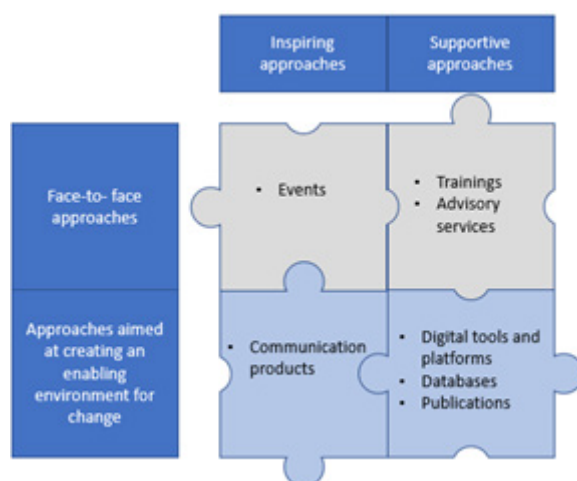 Inspiring
approaches
Supportive
approaches
Face-to- face
approaches
• Events
• Trainings
• Advisory
services
Approaches aimed
at creating an
enabling
environment for
change
• Communication
products
• Digital tools and
platforms
• Databases
• Publications